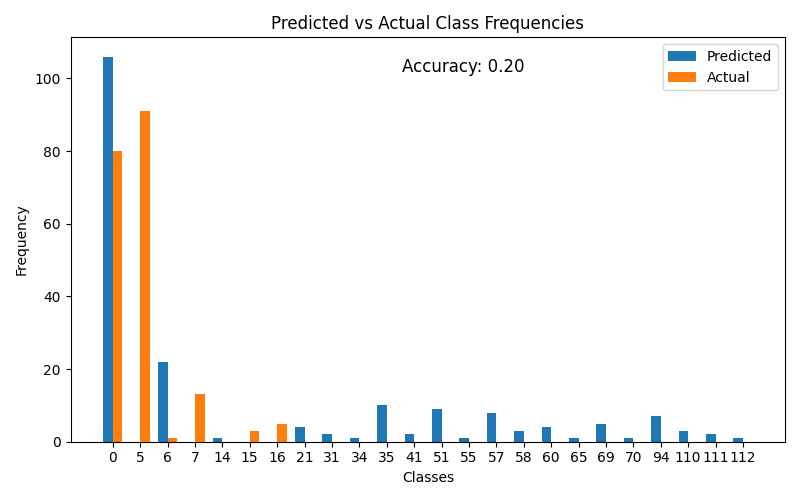 Predicted vs Actual Class Frequencies
Accuracy: 0.20
Predicted
Actual
Frequency
100
80
60
40
20
0
0 5 6 7 14 15 16 21 31 34 35 41 51 55 57 58 60 65 69 70 94 110 111 112
Classes